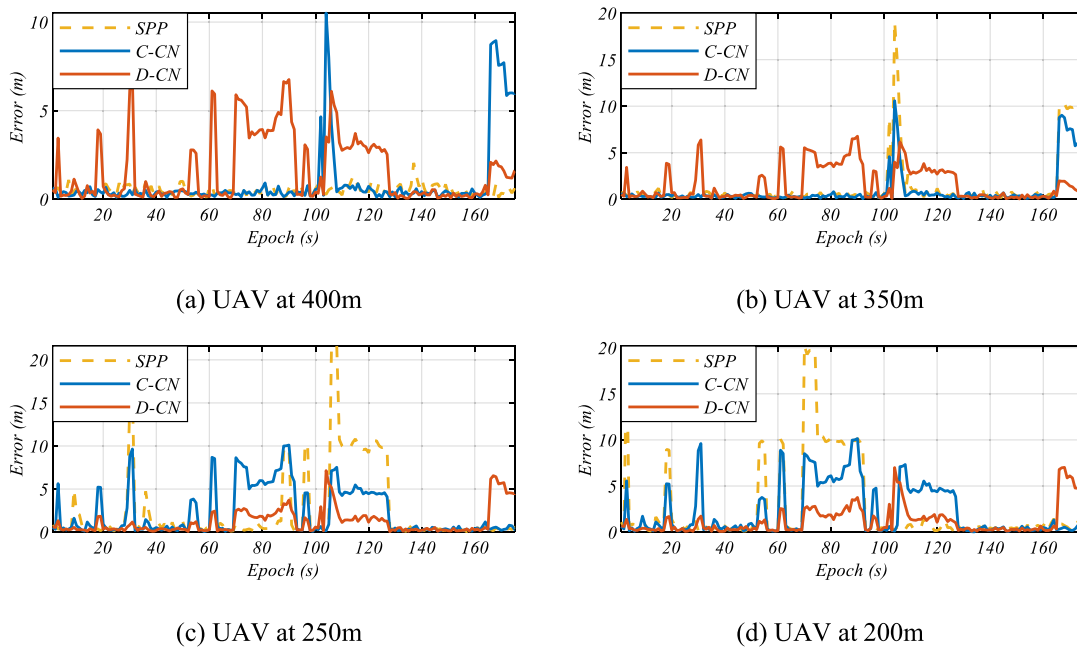 SPP
C-CN
D-CN
10
5
0
Error (m)
20 40 60 80 100 120 140 160
Epoch (s)
(a) UAV at 400m
SPP
C-CN
D-CN
20
15
10
5
0
Error (m)
20 40 60 80 100 120 140 160
Epoch (s)
(b) UAV at 350m
SPP
C-CN
D-CN
20
15
10
5
0
Error (m)
20 40 60 80 100 120 140 160
Epoch (s)
(c) UAV at 250m
SPP
C-CN
D-CN
20
15
10
5
0
Error (m)
20 40 60 80 100 120 140 160
Epoch (s)
(d) UAV at 200m